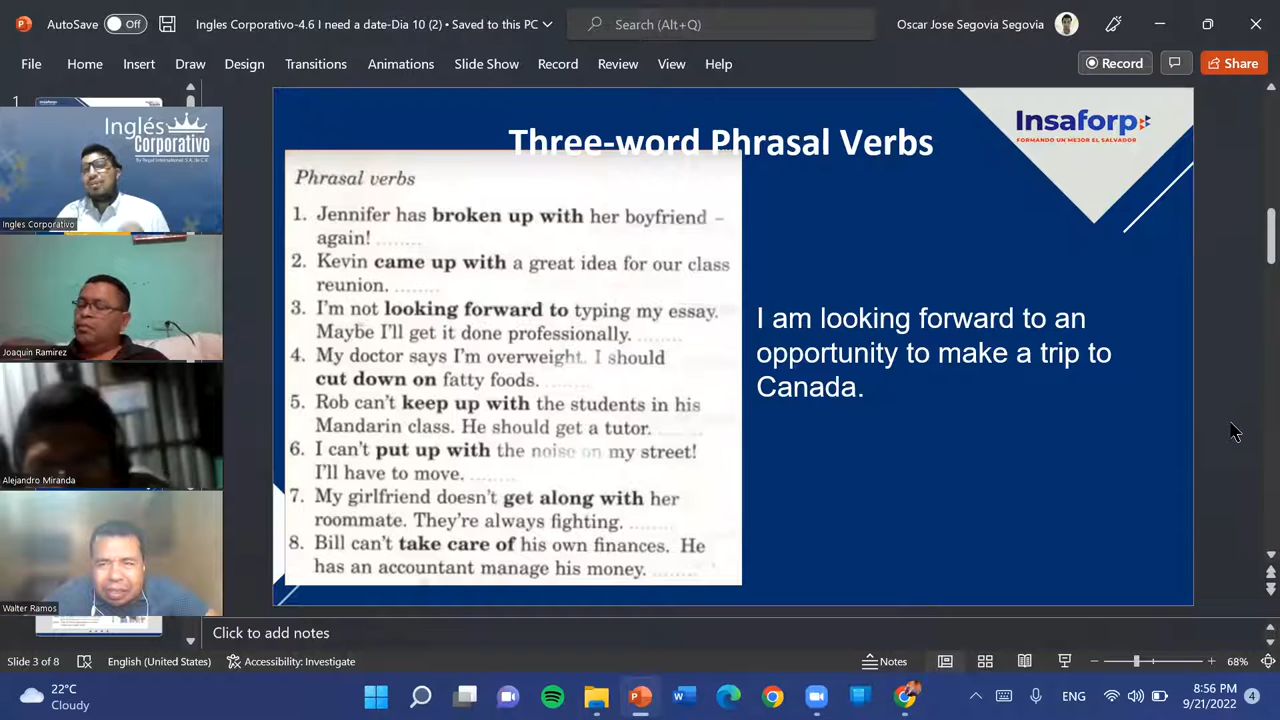 AutoSave
Off
Ingles Corporativo-4.6 I need a date-Dia 10 (2) • Saved to this PC
Search (Alt+Q)
Oscar Jose Segovia Segovia
File
Home
Insert
Draw
Design
Transitions
Animations
Slide Show
Record
Review
View
Help
Record
Share
1
Inglés
Corporativo
By Regal International S.A. de C.V.
Ingles Corporativo
Joaquin Ramirez
Alejandro Miranda
Walter Ramos
Insaforp
FORMANDO UN MEJOR EL SALVADOR
Three-word Phrasal Verbs
Phrasal verbs
1. Jennifer has broken up with her boyfriend –
again! ........
2. Kevin came up with a great idea for our class
reunion. ........
3. I'm not looking forward to typing my essay.
Maybe I'll get it done professionally. ........
4. My doctor says I'm overweight. I should
cut down on fatty foods. ........
5. Rob can't keep up with the students in his
Mandarin class. He should get a tutor. ........
6. I can't put up with the noise on my street!
I'll have to move. ........
7. My girlfriend doesn't get along with her
roommate. They're always fighting. ........
8. Bill can't take care of his own finances. He
has an accountant manage his money. ........
I am looking forward to an
opportunity to make a trip to
Canada.
Click to add notes
Slide 3 of 8
English (United States)
Accessibility: Investigate
Notes
68%
22°C
Cloudy
ENG
8:56 PM
9/21/2022
4